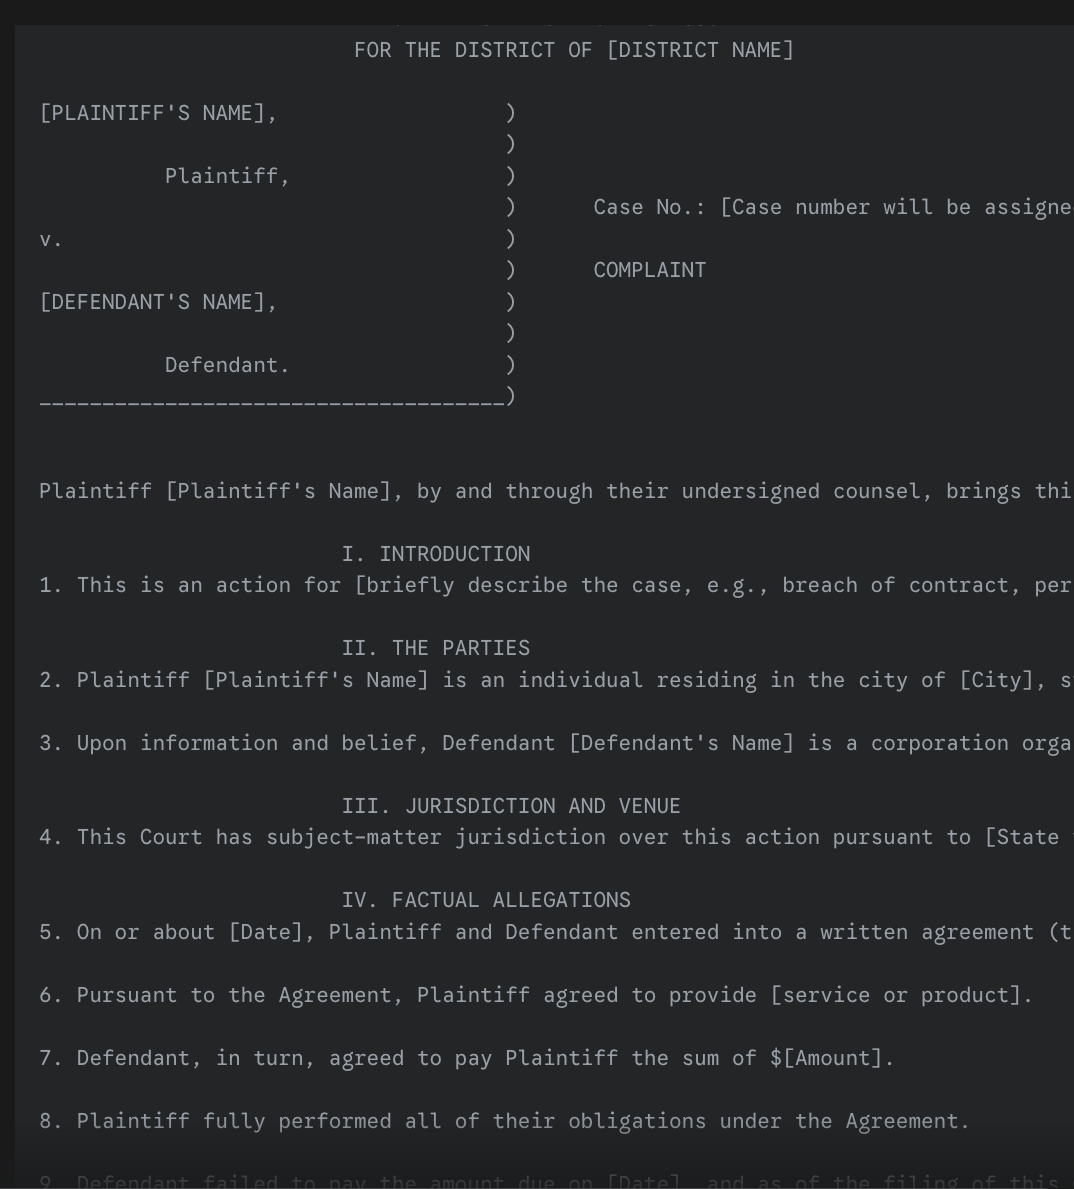 FOR THE DISTRICT OF [DISTRICT NAME]
[PLAINTIFF'S NAME], )
)
Plaintiff, )
) Case No.: [Case number will be assigne
v. )
) COMPLAINT
[DEFENDANT'S NAME], )
)
Defendant. )
_____________________________________)
Plaintiff [Plaintiff's Name], by and through their undersigned counsel, brings thi
I. INTRODUCTION
1. This is an action for [briefly describe the case, e.g., breach of contract, per
II. THE PARTIES
2. Plaintiff [Plaintiff's Name] is an individual residing in the city of [City], s
3. Upon information and belief, Defendant [Defendant's Name] is a corporation orga
III. JURISDICTION AND VENUE
4. This Court has subject-matter jurisdiction over this action pursuant to [State
IV. FACTUAL ALLEGATIONS
5. On or about [Date], Plaintiff and Defendant entered into a written agreement (t
6. Pursuant to the Agreement, Plaintiff agreed to provide [service or product].
7. Defendant, in turn, agreed to pay Plaintiff the sum of $[Amount].
8. Plaintiff fully performed all of their obligations under the Agreement.
9. Defendant failed to pay the amount due on [Date], and as of the filing of this